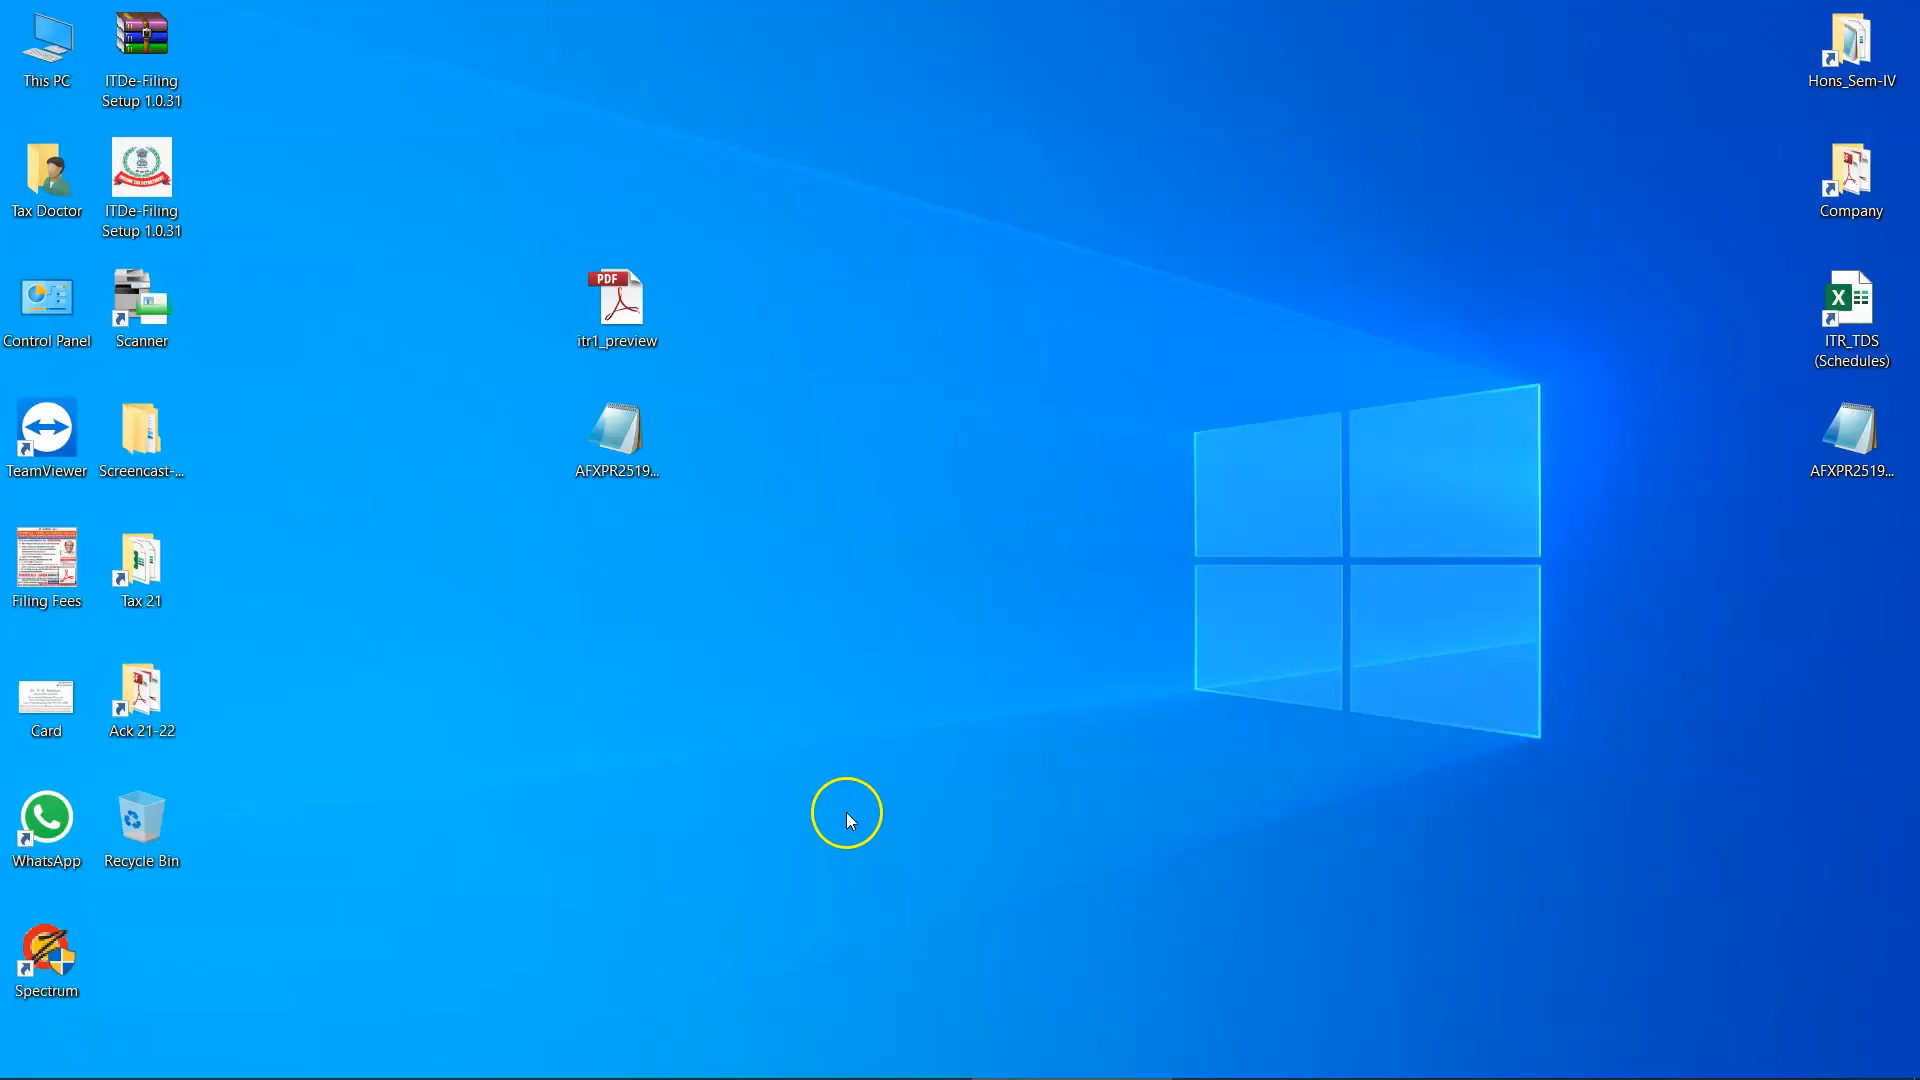 This PC
ITDe-Filing
Setup 1.0.31
Hons_Sem-IV
Tax Doctor
ITDe-Filing
Setup 1.0.31
Company
Control Panel
Scanner
PDF
itr1_preview
ITR_TDS
(Schedules)
TeamViewer
Screencast-...
AFXPR2519...
AFXPR2519...
Filing Fees
Tax 21
Card
Ack 21-22
WhatsApp
Recycle Bin
Spectrum